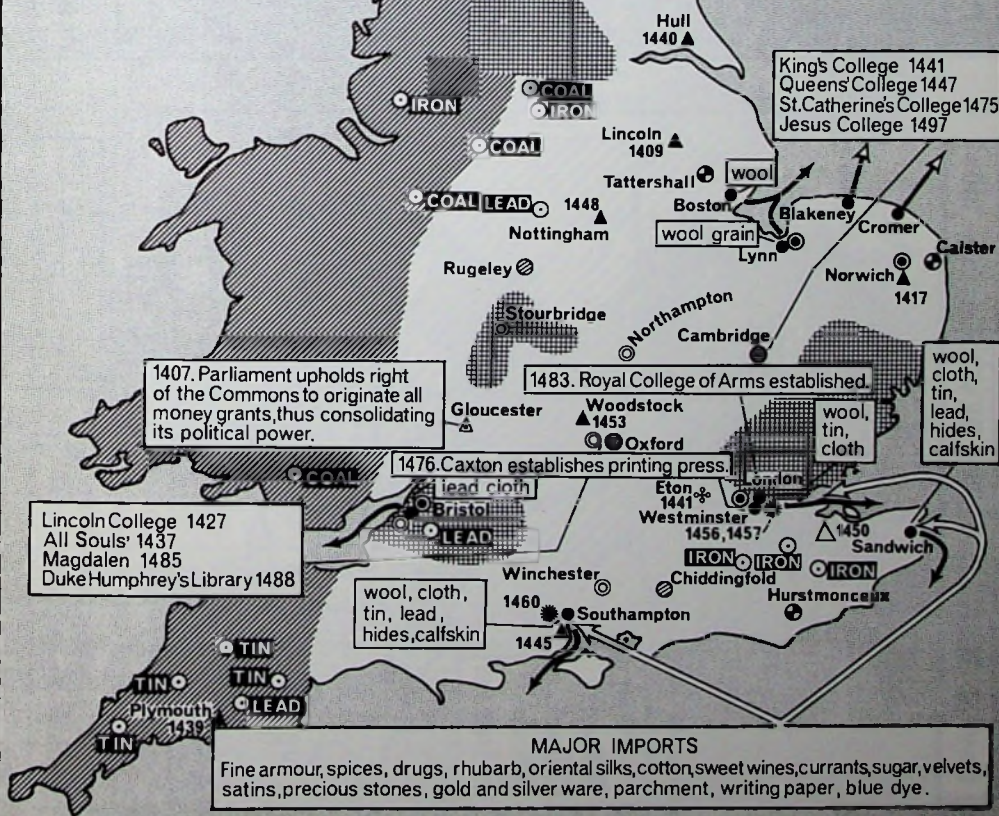 Hull
1440
King's College 1441
Queens' College 1447
St.Catherine's College 1475
Jesus College 1497
IRON
COAL
IRON
Lincoln
1409
COAL
Tattershall
wool
COAL
LEAD
1448
Nottingham
Boston
Blakeney
Cromer
wool grain
Lynn
Caister
Norwich
1417
Rugeley
Stourbridge
Northampton
Cambridge
wool,
cloth,
tin,
lead,
hides,
calfskin
1407. Parliament upholds right
of the Commons to originate all
money grants,thus consolidating
its political power.
1483. Royal College of Arms established.
Gloucester
Woodstock
1453
Oxford
wool,
tin,
cloth
1476.Caxton establishes printing press.
COAL
lead cloth
Bristol
LEAD
London
Eton
1441
Westminster
1456,1457
1450
Sandwich
Lincoln College 1427
All Souls' 1437
Magdalen 1485
Duke Humphrey's Library 1488
IRON
IRON
IRON
Winchester
Chiddingfold
Hurstmonceux
wool, cloth,
tin, lead,
hides,calfskin
1460
Southampton
1445
TIN
TIN
TIN
LEAD
Plymouth
1439
TIN
MAJOR IMPORTS
Fine armour, spices, drugs, rhubarb, oriental silks,cotton,sweet wines,currants,sugar,velvets,
satins,precious stones, gold and silver ware, parchment, writing paper, blue dye.